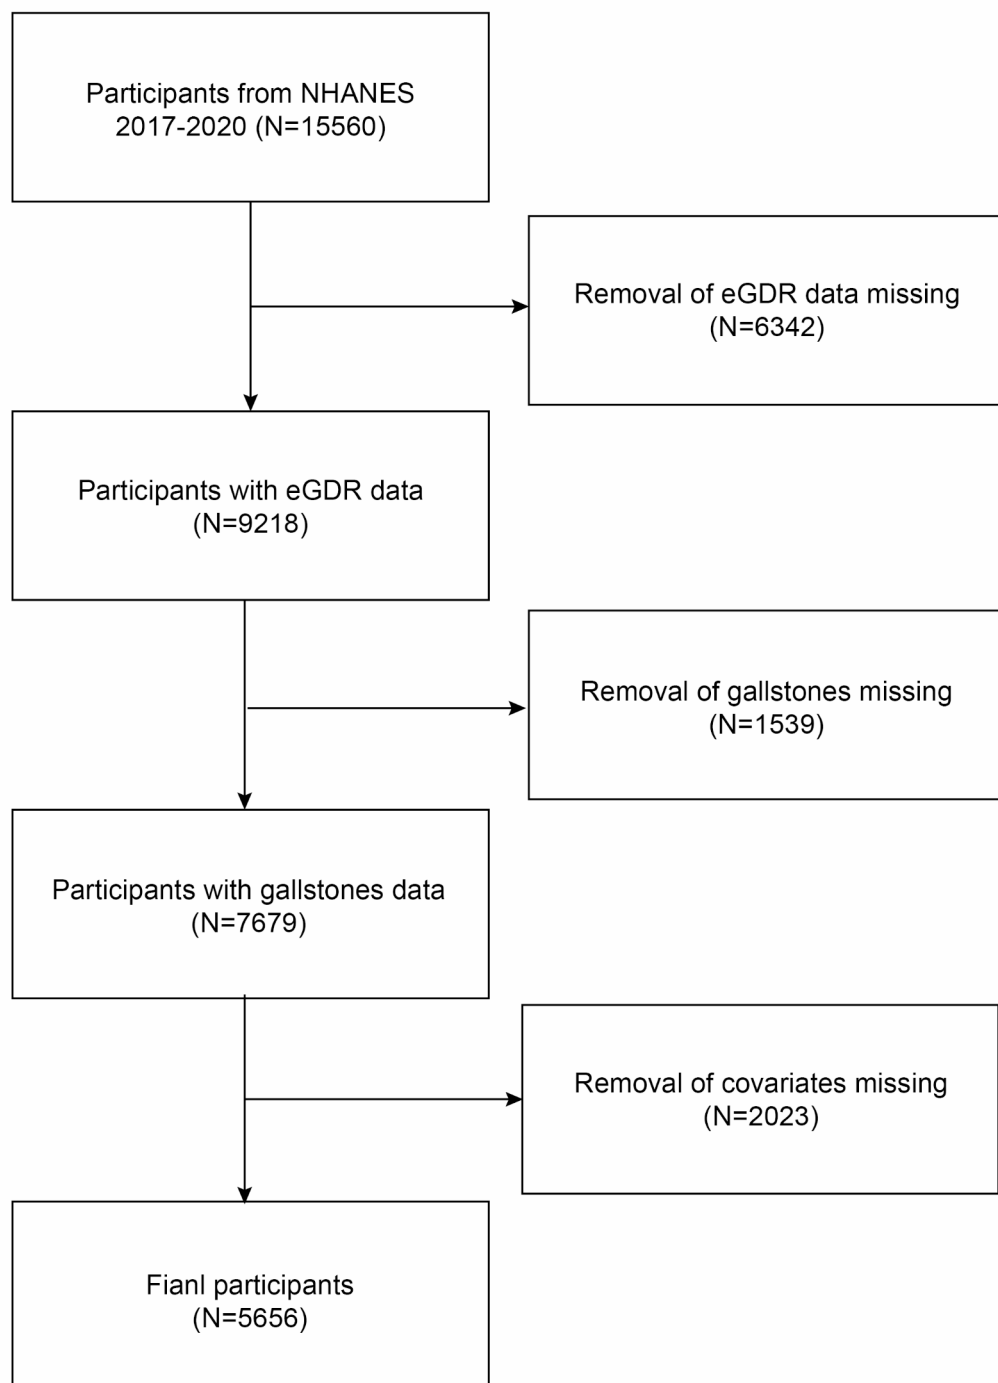 Participants from NHANES
2017-2020 (N=15560)
Removal of eGDR data missing
(N=6342)
Participants with eGDR data
(N=9218)
Removal of gallstones missing
(N=1539)
Participants with gallstones data
(N=7679)
Removal of covariates missing
(N=2023)
Fianl participants
(N=5656)